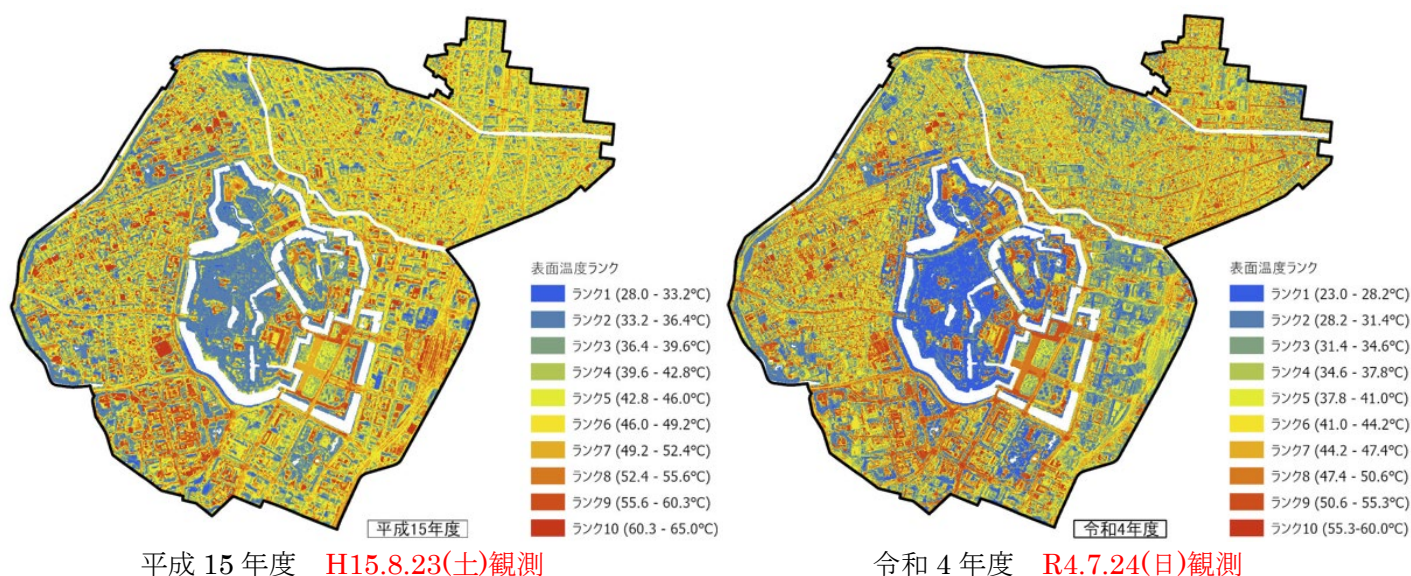 表面温度ランク
ランク1 (28.0 - 33.2℃)
ランク2 (33.2 - 36.4℃)
ランク3 (36.4 - 39.6℃)
ランク4 (39.6 - 42.8℃)
ランク5 (42.8 - 46.0℃)
ランク6 (46.0 - 49.2℃)
ランク7 (49.2 - 52.4℃)
ランク8 (52.4 - 55.6℃)
ランク9 (55.6 - 60.3℃)
ランク10 (60.3 - 65.0℃)
平成15年度
平成 15 年度 H15.8.23(土)観測
表面温度ランク
ランク1 (23.0 - 28.2℃)
ランク2 (28.2 - 31.4℃)
ランク3 (31.4 - 34.6℃)
ランク4 (34.6 - 37.8℃)
ランク5 (37.8 - 41.0℃)
ランク6 (41.0 - 44.2℃)
ランク7 (44.2 - 47.4℃)
ランク8 (47.4 - 50.6℃)
ランク9 (50.6 - 55.3℃)
ランク10 (55.3-60.0℃)
令和4年度
令和 4 年度 R4.7.24(日)観測